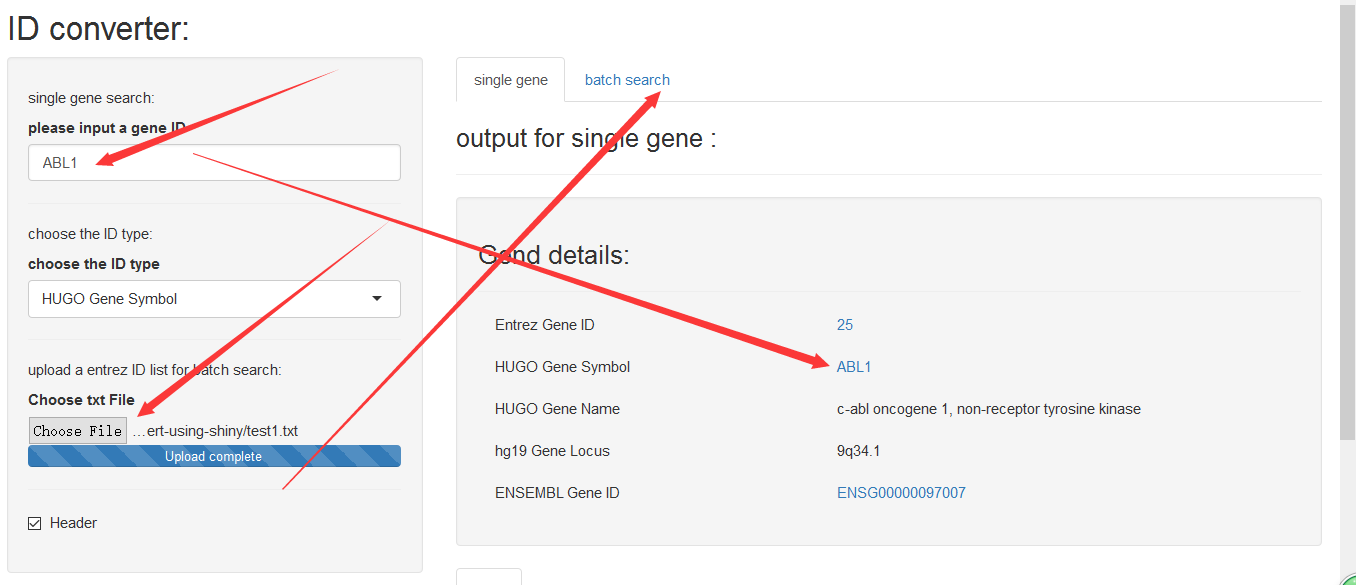 ID converter:
single gene search:
please input a gene ID
ABL1
choose the ID type:
choose the ID type
HUGO Gene Symbol
upload a entrez ID list for batch search:
Choose txt File
Choose File …ert-using-shiny/test1.txt
Upload complete
Header
single gene batch search
output for single gene :
Gend details:
Entrez Gene ID 25
HUGO Gene Symbol ABL1
HUGO Gene Name c-abl oncogene 1, non-receptor tyrosine kinase
hg19 Gene Locus 9q34.1
ENSEMBL Gene ID ENSG00000097007